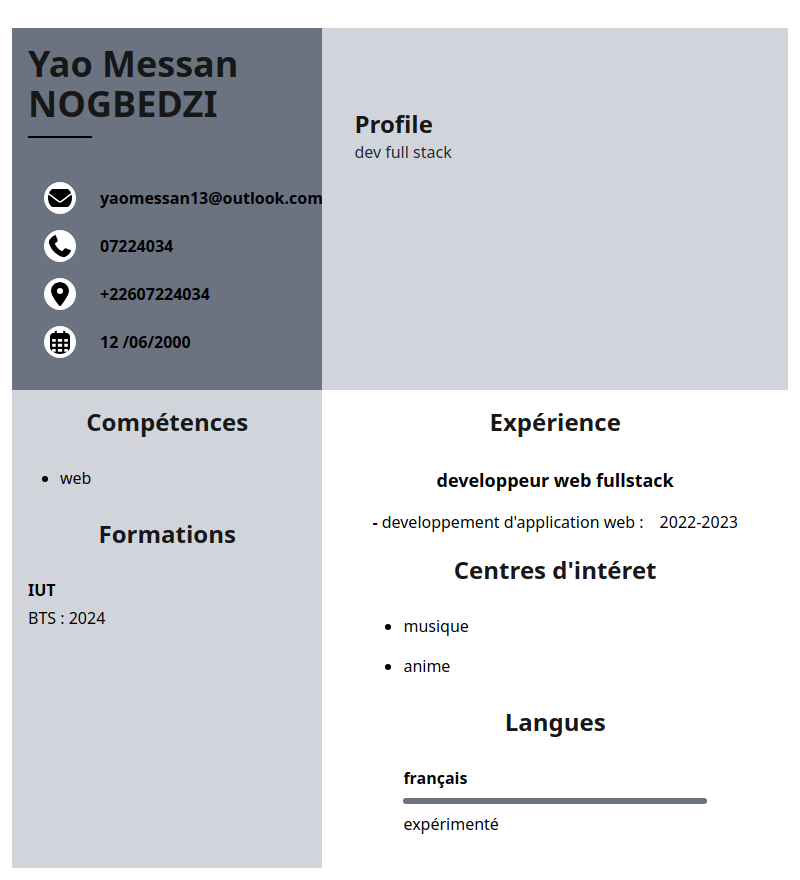 Yao Messan
NOGBEDZI
yaomessan13@outlook.com
07224034
+22607224034
12 /06/2000
Profile
dev full stack
Compétences
• web
Formations
IUT
BTS : 2024
Expérience
developpeur web fullstack
- developpement d'application web : 2022-2023
Centres d'intéret
• musique
• anime
Langues
français
expérimenté